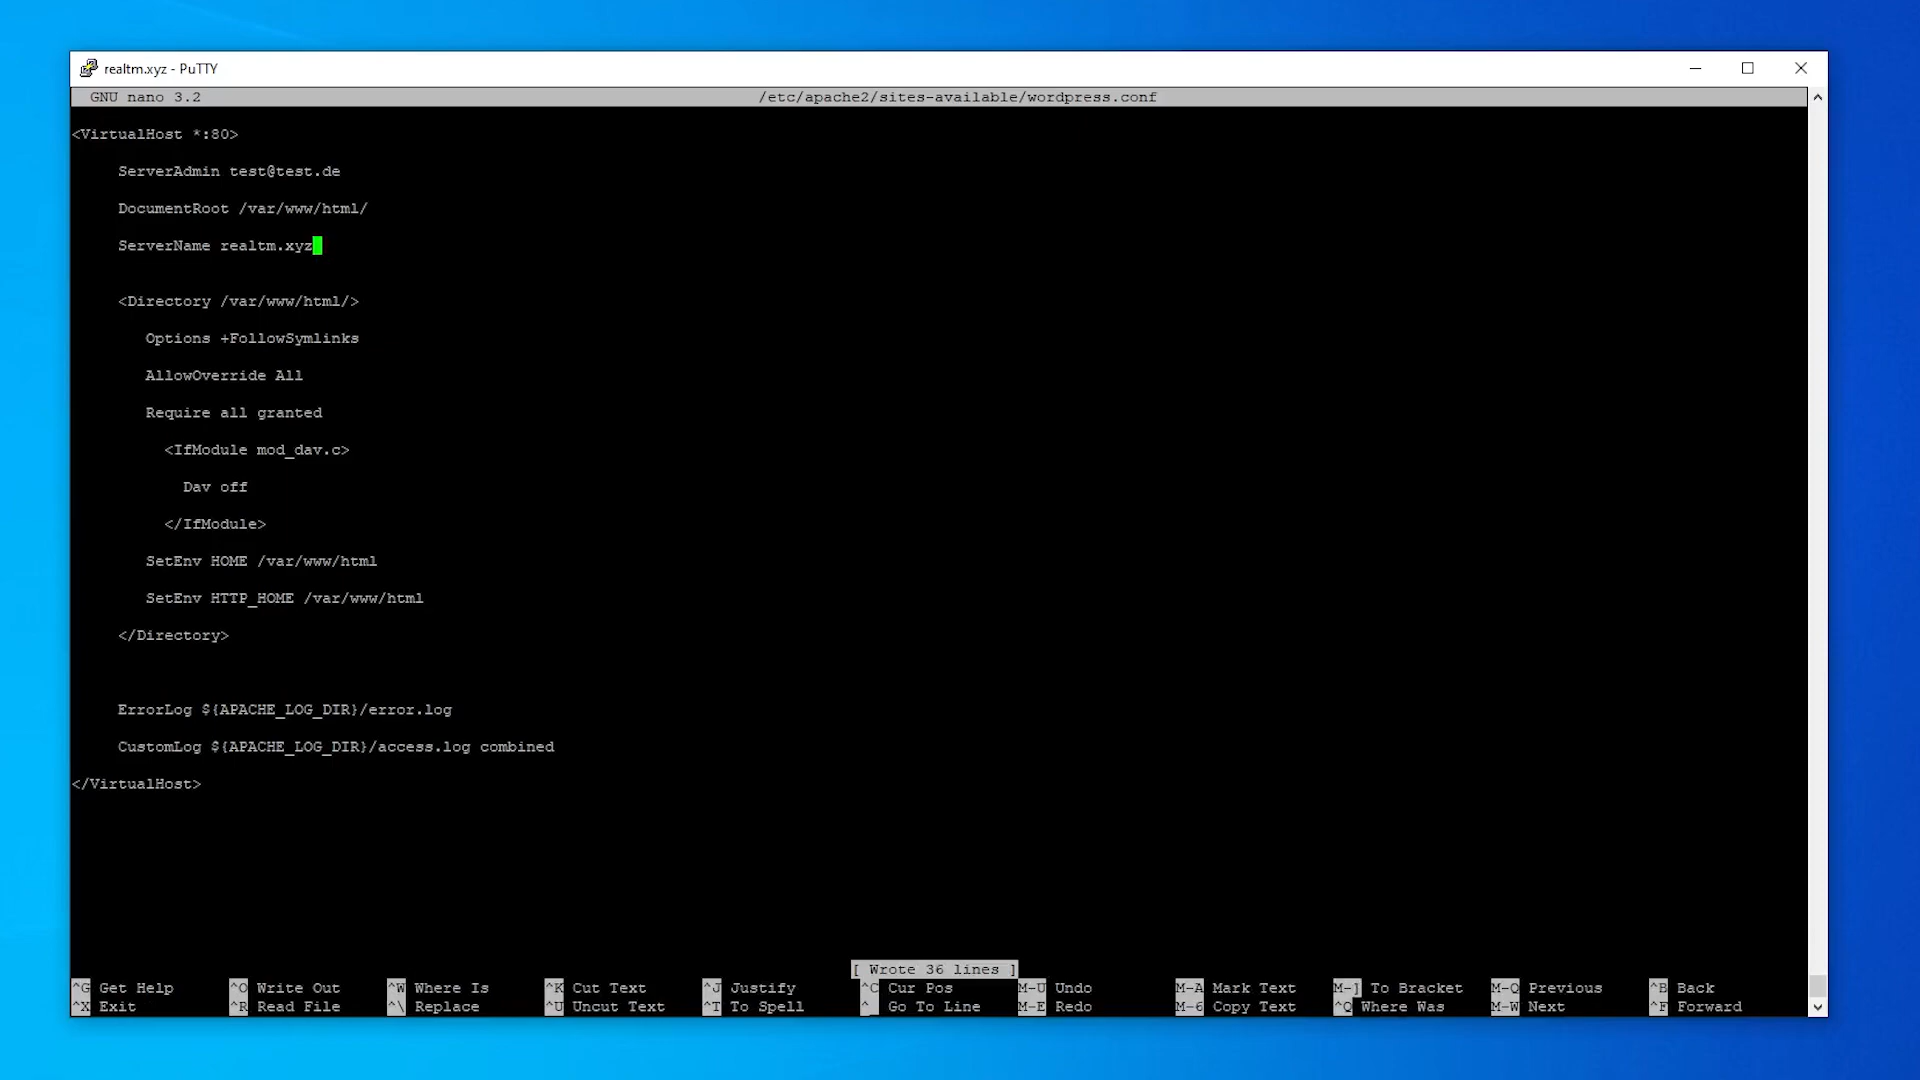 realtm.xyz - PuTTY
GNU nano 3.2 /etc/apache2/sites-available/wordpress.conf
<VirtualHost *:80>
ServerAdmin test@test.de
DocumentRoot /var/www/html/
ServerName realtm.xyz
<Directory /var/www/html/>
Options +FollowSymlinks
AllowOverride All
Require all granted
<IfModule mod_dav.c>
Dav off
</IfModule>
SetEnv HOME /var/www/html
SetEnv HTTP_HOME /var/www/html
</Directory>
ErrorLog ${APACHE_LOG_DIR}/error.log
CustomLog ${APACHE_LOG_DIR}/access.log combined
</VirtualHost>
[ Wrote 36 lines ]
^G Get Help ^O Write Out ^W Where Is ^K Cut Text ^J Justify ^C Cur Pos M-U Undo M-A Mark Text M-] To Bracket M-Q Previous ^B Back
^X Exit ^R Read File ^\ Replace ^U Uncut Text ^T To Spell ^_ Go To Line M-E Redo M-6 Copy Text ^Q Where Was M-W Next ^F Forward